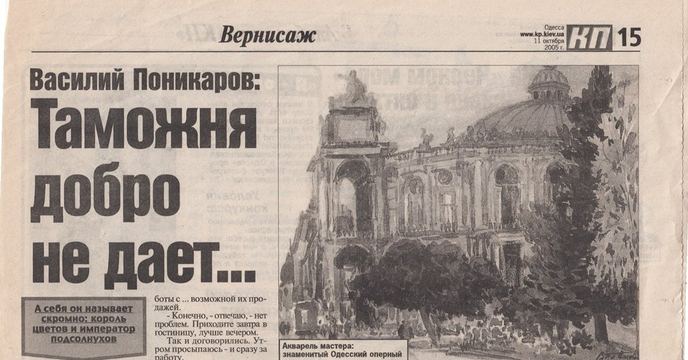 Вернисаж
Одесса
www.kp.kiev.ua
11 октября
2005 г.
КП 15
Василий Поникаров:
Таможня
добро
не дает...
А себя он называет
скромно: король
цветов и император
подсолнухов
боты с ... возможной их про-
дажей.
- Конечно, - отвечаю, - нет
проблем. Приходите завтра в
гостиницу, лучше вечером.
Так и договорились. Ут-
ром просыпаюсь - и сразу за
работу.
Акварель мастера:
знаменитый Одесский оперный